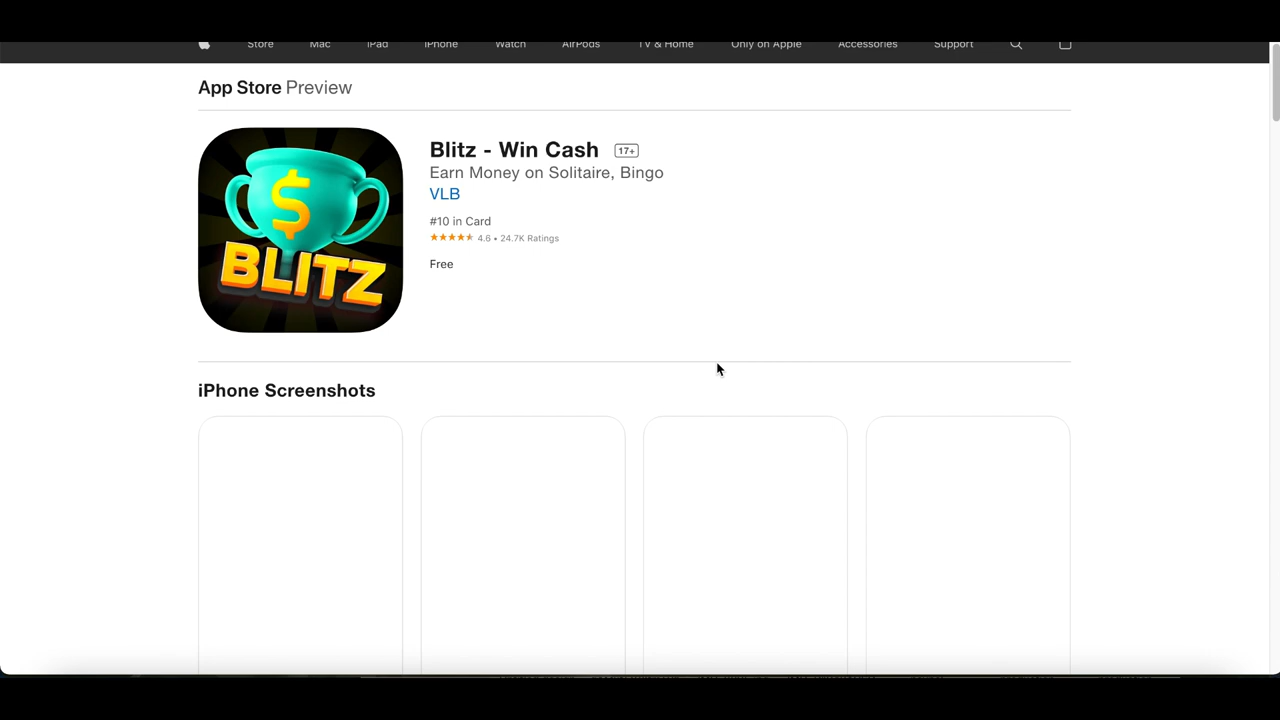 Store Mac iPad iPhone Watch AirPods TV & Home Only on Apple Accessories Support
App Store Preview
$
BLITZ
Blitz - Win Cash 17+
Earn Money on Solitaire, Bingo
VLB
#10 in Card
4.6 • 24.7K Ratings
Free
iPhone Screenshots